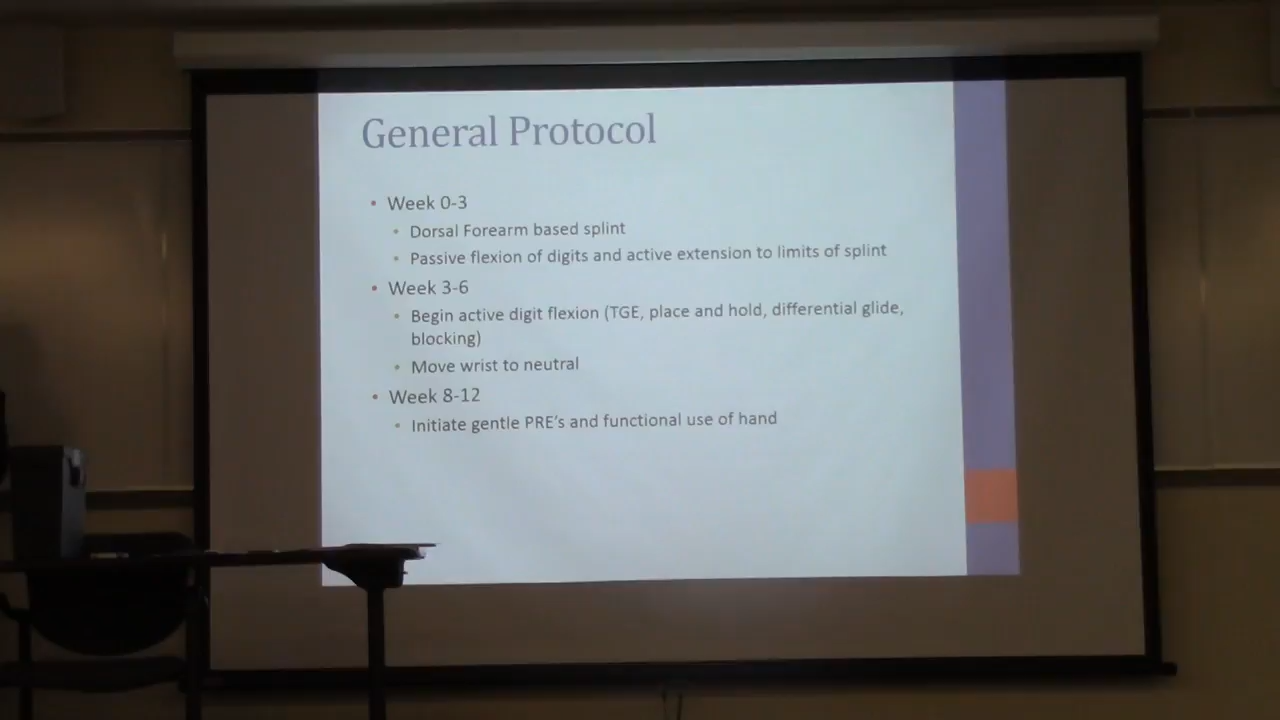 General Protocol
• Week 0-3
• Dorsal Forearm based splint
• Passive flexion of digits and active extension to limits of splint
• Week 3-6
• Begin active digit flexion (TGE, place and hold, differential glide,
blocking)
• Move wrist to neutral
• Week 8-12
• Initiate gentle PRE's and functional use of hand